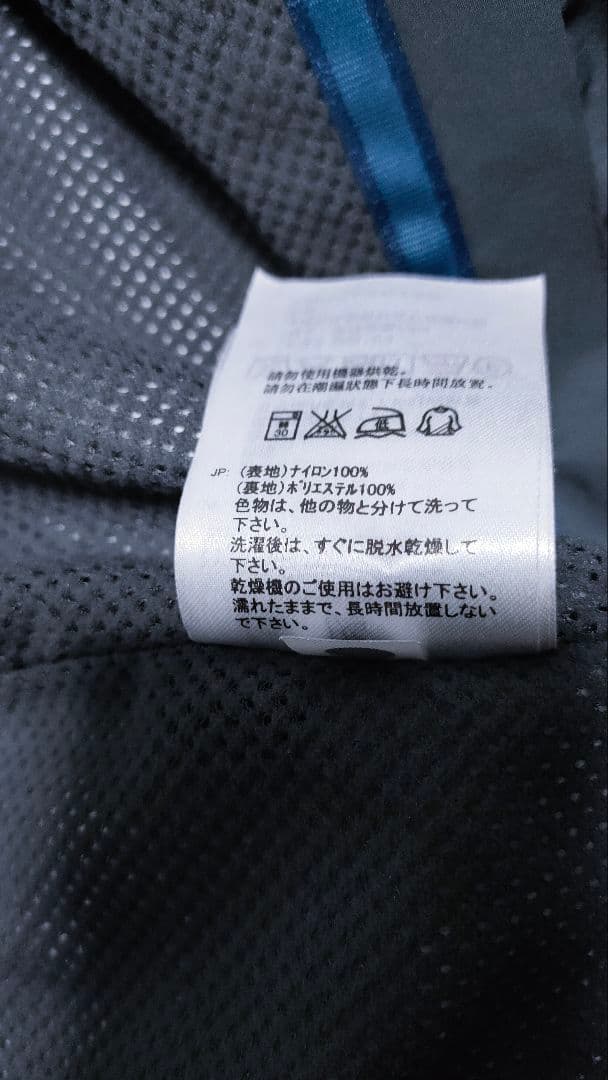 請勿使用機器烘乾。
請勿在潮濕狀態下長時間放置。
弱 30 低
JP: (表地)ナイロン100%
(裏地)ポリエステル100%
色物は、他の物と分けて洗って
下さい。
洗濯後は、すぐに脱水乾燥して
下さい。
乾燥機のご使用はお避け下さい。
濡れたままで、長時間放置しない
で下さい。